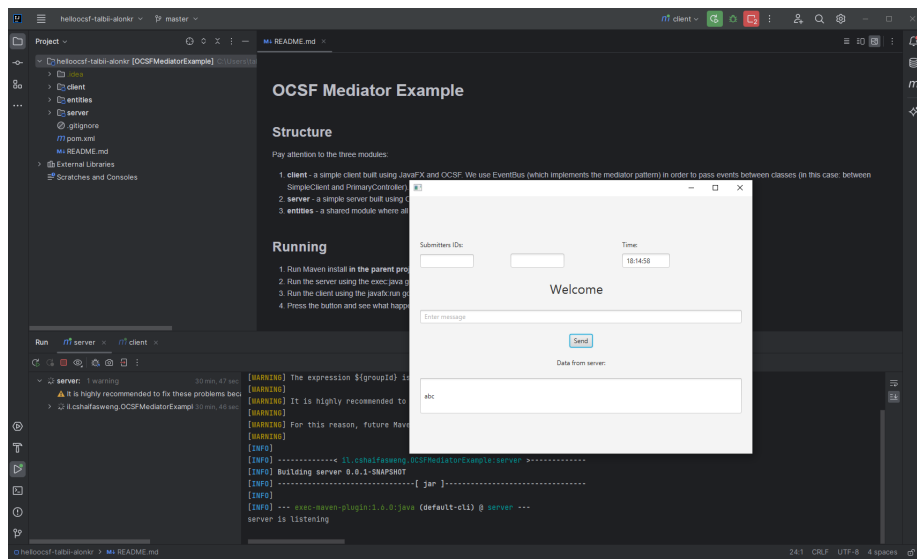 helloocsf-talbii-alonkr
master
client
Project
README.md
helloocsf-talbii-alonkr [OCSFMediatorExample]
.idea
client
entities
server
.gitignore
pom.xml
README.md
External Libraries
Scratches and Consoles
OCSF Mediator Example
Structure
Pay attention to the three modules:
1. client - a simple client built using JavaFX and OCSF. We use EventBus (which implements the mediator pattern) in order to pass events between classes (in this case: between
SimpleClient and PrimaryController)
2. server - a simple server built using
3. entities - a shared module where all
Running
1. Run Maven install in the parent
2. Run the server using the exec:java
3. Run the client using the javafx:run
4. Press the button and see what
Submitters IDs:
Time:
18:14:58
Welcome
Enter message
Send
Data from server:
abc
Run
server
client
server: 1 warning
30 min, 47 sec
It is highly recommended to fix these problems
il.cshaifasweng.OCSFMediatorExampl 30 min, 46 sec
[WARNING] The expression ${groupId} is
[WARNING]
[WARNING] It is highly recommended to
[WARNING]
[WARNING] For this reason, future
[WARNING]
[INFO]
[INFO] ------------< il.cshaifasweng.OCSFMediatorExample:server >------------
[INFO] Building server 0.0.1-SNAPSHOT
[INFO] --------------------------------[ jar ]---------------------------------
[INFO]
[INFO] --- exec-maven-plugin:1.6.0:java (default-cli) @ server ---
server is listening
helloocsf-talbii-alonkr > README.md
24:1 CRLF UTF-8 4 spaces